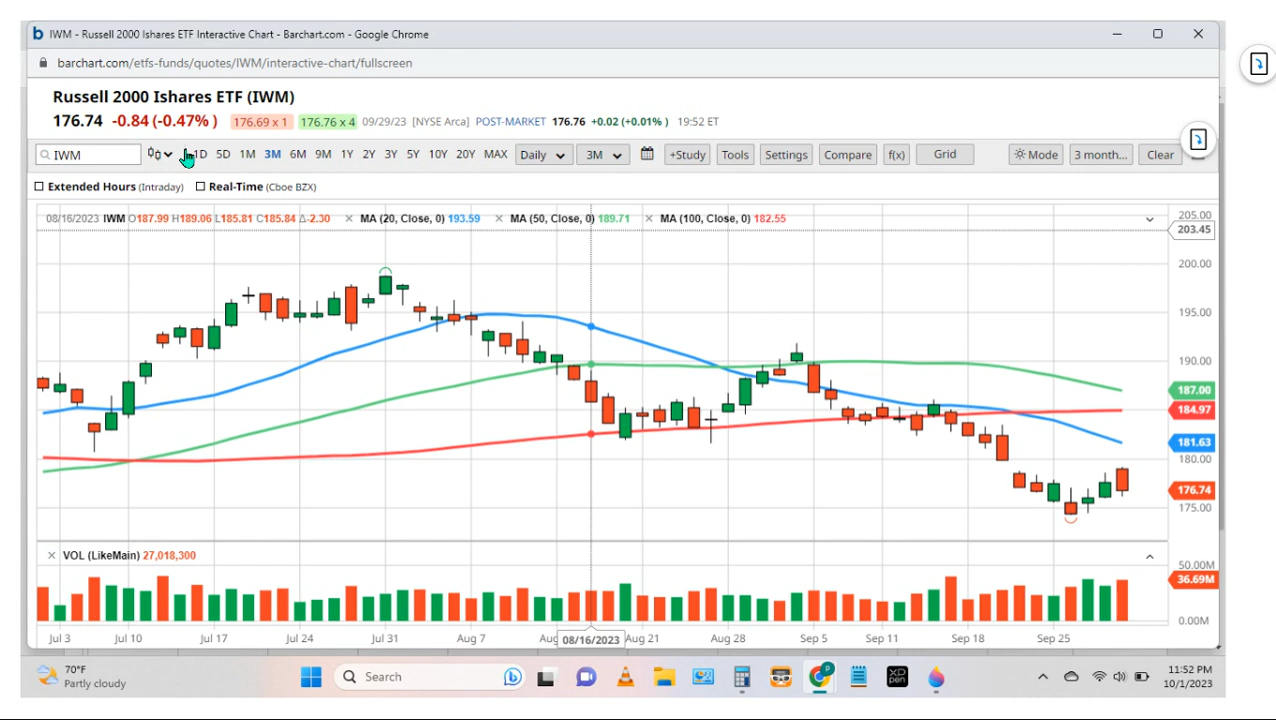 IWM - Russell 2000 Ishares ETF Interactive Chart - Barchart.com - Google Chrome
barchart.com/etfs-funds/quotes/IWM/interactive-chart/fullscreen
Russell 2000 Ishares ETF (IWM)
176.74 -0.84 (-0.47%) 176.69 x 1 176.76 x 4 09/29/23 [NYSE Arca] POST-MARKET 176.76 +0.02 (+0.01%) 19:52 ET
IWM 1D 5D 1M 3M 6M 9M 1Y 2Y 3Y 5Y 10Y 20Y MAX Daily 3M +Study Tools Settings Compare f(x) Grid Mode 3 month... Clear
Extended Hours (Intraday) Real-Time (Cboe BZX)
08/16/2023 IWM O187.99 H189.06 L185.81 C185.84 Δ-2.30 MA (20, Close, 0) 193.59 MA (50, Close, 0) 189.71 MA (100, Close, 0) 182.55
205.00
203.45
200.00
195.00
190.00
187.00
184.97
181.63
180.00
176.74
175.00
VOL (LikeMain) 27,018,300
50.00M
36.69M
0.00M
Jul 3 Jul 10 Jul 17 Jul 24 Jul 31 Aug 7 08/16/2023 Aug 21 Aug 28 Sep 5 Sep 11 Sep 18 Sep 25
70°F
Partly cloudy
Search
XD
PEN
11:52 PM
10/1/2023